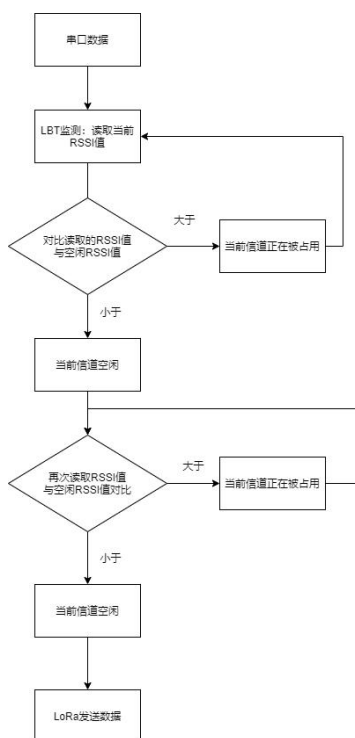 串口数据
LBT监测：读取当前
RSSI值
对比读取的RSSI值
与空闲RSSI值
大于
当前信道正在被占用
小于
当前信道空闲
再次读取RSSI值
与空闲RSSI值对比
大于
当前信道正在被占用
小于
当前信道空闲
LoRa发送数据